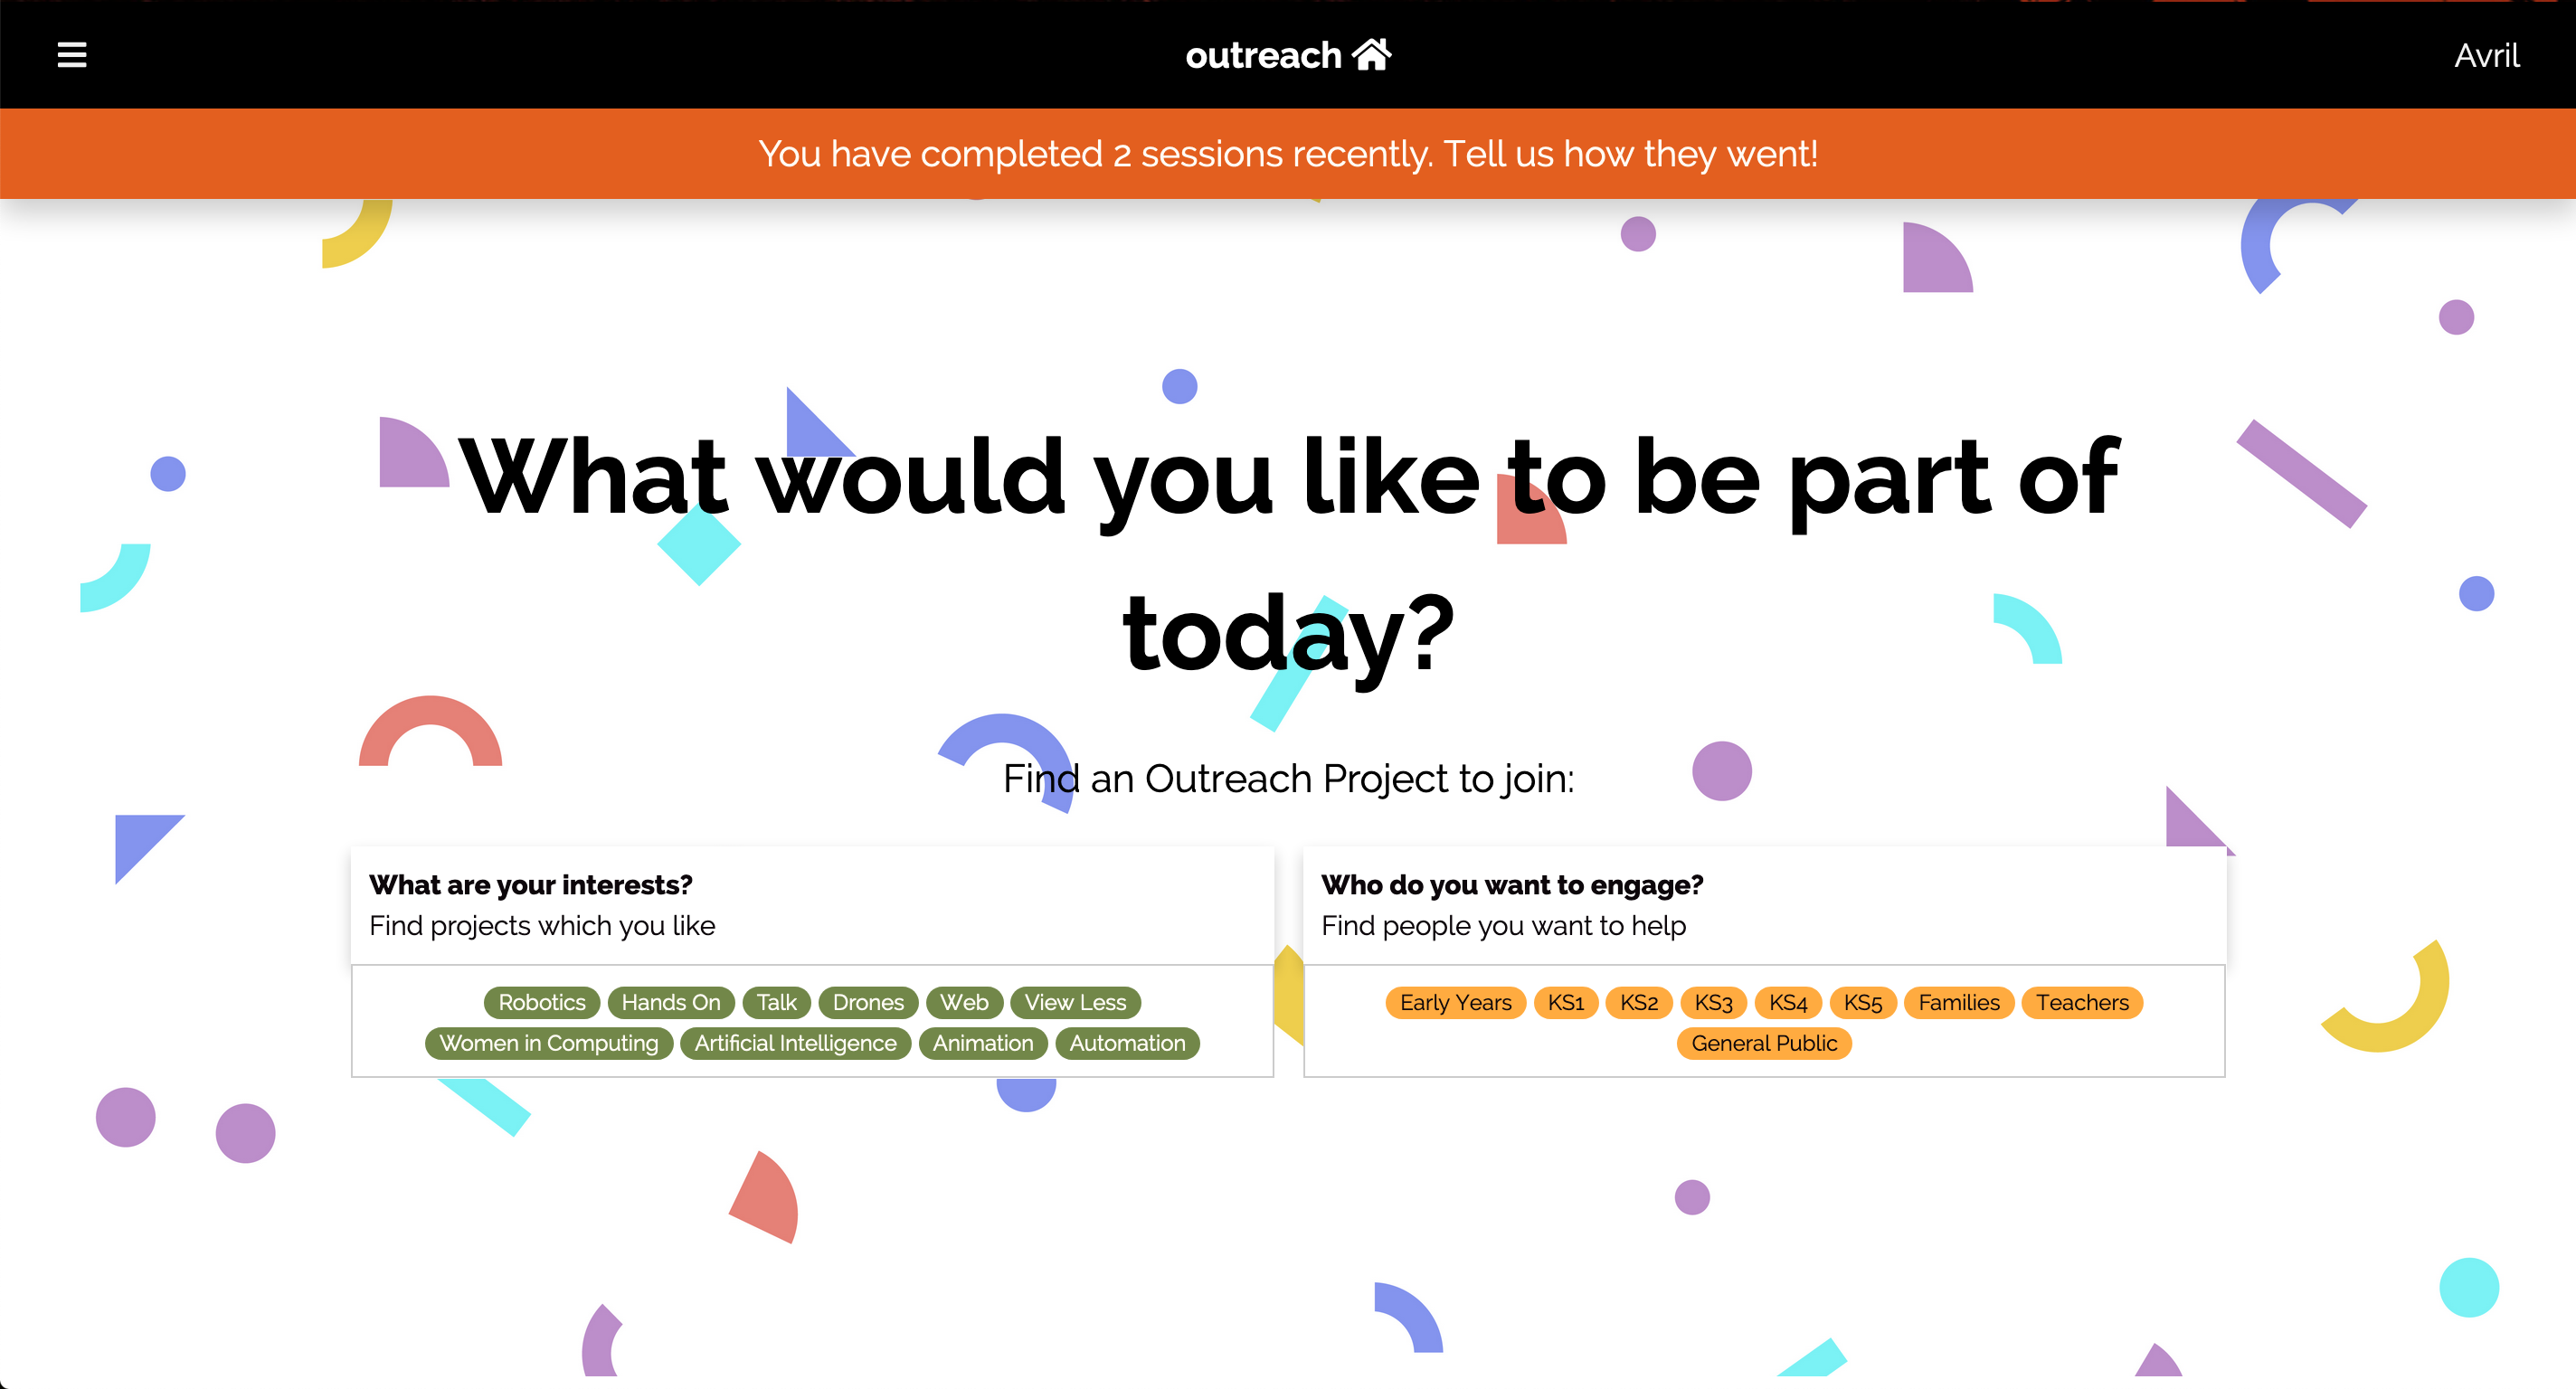 outreach
Avril
You have completed 2 sessions recently. Tell us how they went!
What would you like to be part of
today?
Find an Outreach Project to join:
What are your interests?
Find projects which you like
Robotics Hands On Talk Drones Web View Less
Women in Computing Artificial Intelligence Animation Automation
Who do you want to engage?
Find people you want to help
Early Years KS1 KS2 KS3 KS4 KS5 Families Teachers
General Public